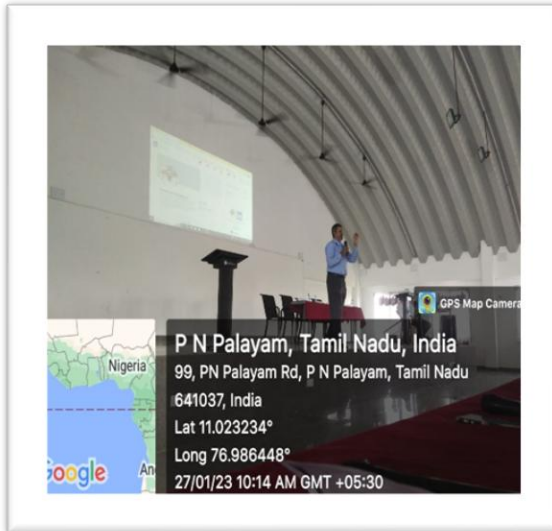 GPS Map Camera
Nigeria
Google
P N Palayam, Tamil Nadu, India
99, PN Palayam Rd, P N Palayam, Tamil Nadu
641037, India
Lat 11.023234°
Long 76.986448°
27/01/23 10:14 AM GMT +05:30